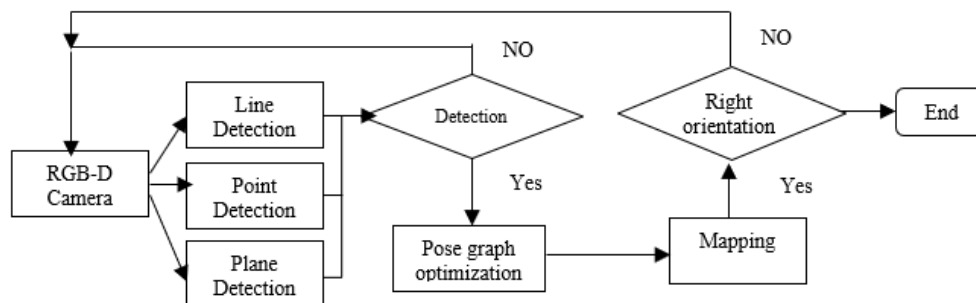 NO
NO
Line
Detection
Detection
Right
orientation
End
RGB-D
Camera
Point
Detection
Yes
Yes
Plane
Detection
Pose graph
optimization
Mapping